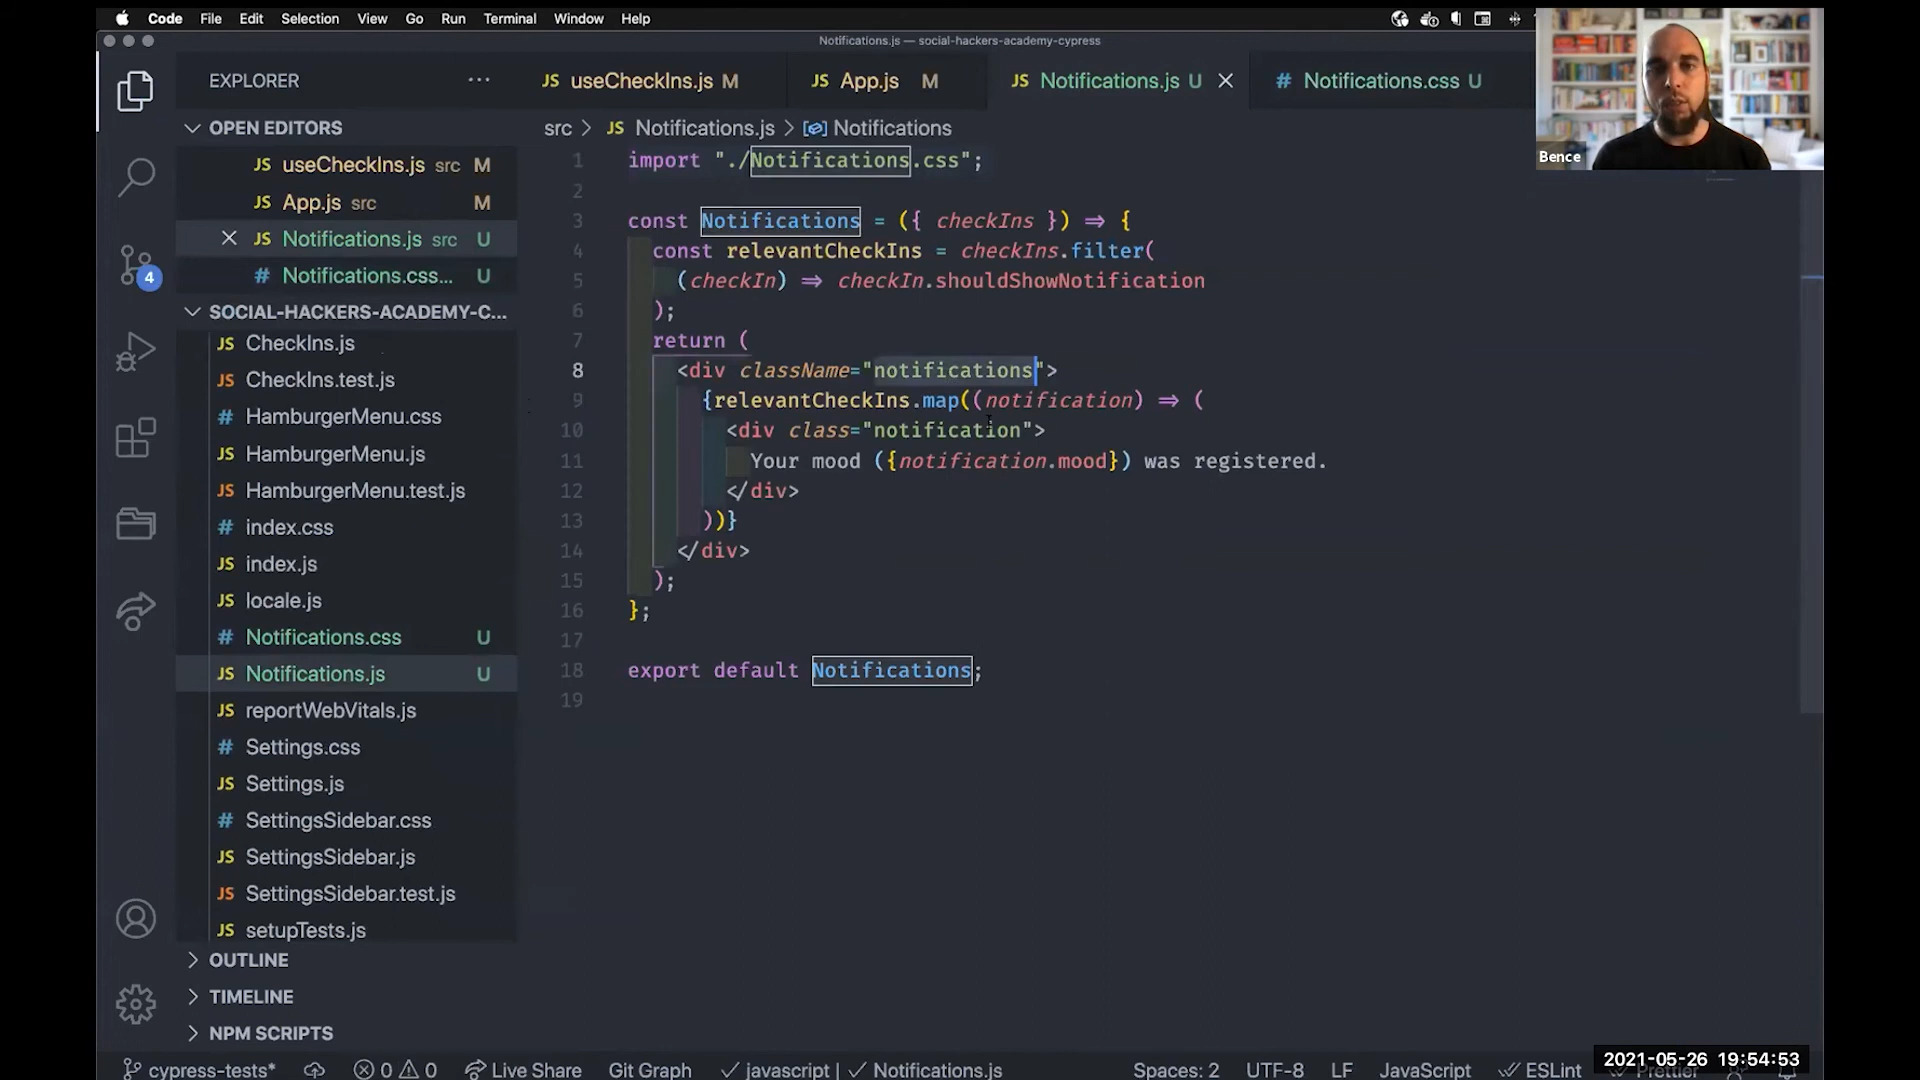 Code File Edit Selection View Go Run Terminal Window Help
Notifications.js — social-hackers-academy-cypress
Bence
EXPLORER ···
OPEN EDITORS
JS useCheckIns.js src M
JS App.js src M
JS Notifications.js src U
# Notifications.css... U
SOCIAL-HACKERS-ACADEMY-C...
JS CheckIns.js
JS CheckIns.test.js
# HamburgerMenu.css
JS HamburgerMenu.js
JS HamburgerMenu.test.js
# index.css
JS index.js
JS locale.js
# Notifications.css U
JS Notifications.js U
JS reportWebVitals.js
# Settings.css
JS Settings.js
# SettingsSidebar.css
JS SettingsSidebar.js
JS SettingsSidebar.test.js
JS setupTests.js
OUTLINE
TIMELINE
NPM SCRIPTS
4
JS useCheckIns.js M JS App.js M JS Notifications.js U # Notifications.css U
src > JS Notifications.js > Notifications
1 import "./Notifications.css";
2
3 const Notifications = ({ checkIns }) => {
4 const relevantCheckIns = checkIns.filter(
5 (checkIn) => checkIn.shouldShowNotification
6 );
7 return (
8 <div className="notifications">
9 {relevantCheckIns.map((notification) => (
10 <div class="notification">
11 Your mood ({notification.mood}) was registered.
12 </div>
13 ))}
14 </div>
15 );
16 };
17
18 export default Notifications;
19
cypress-tests* 0 0 Live Share Git Graph javascript | Notifications.js Spaces: 2 UTF-8 LF JavaScript ESLint Prettier
2021-05-26 19:54:53